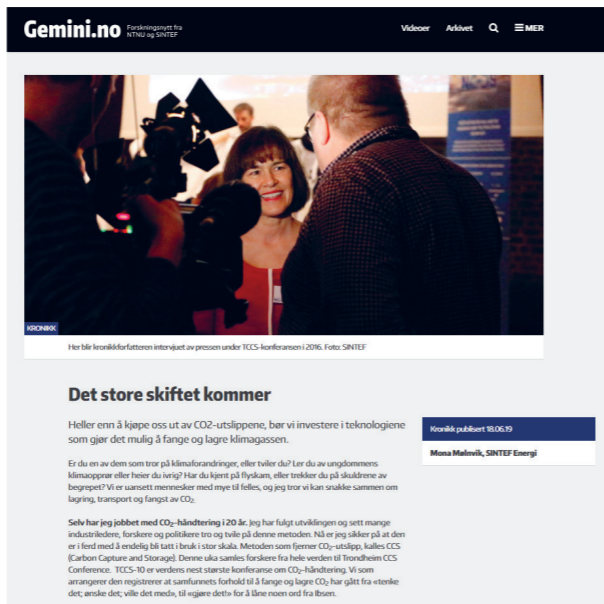 Gemini.no
Forskningsnytt fra
NTNU og SINTEF
Videoer Arkivet MER
KRONIKK
Her blir kronikkforfatteren intervjuet av pressen under TCCS-konferansen i 2016. Foto: SINTEF
Det store skiftet kommer
Heller enn å kjøpe oss ut av CO2-utslippene, bør vi investere i teknologiene
som gjør det mulig å fange og lagre klimagassen.
Kronikk publisert 18.06.19
Mona Mølnvik, SINTEF Energi
Er du en av dem som tror på klimaforandringer, eller tviler du? Ler du av ungdommens
klimaopprør eller heier du ivrig? Har du kjent på flyskam, eller trekker du på skuldrene av
begrepet? Vi er uansett mennesker med mye til felles, og jeg tror vi kan snakke sammen om
lagring, transport og fangst av CO₂.
Selv har jeg jobbet med CO₂-håndtering i 20 år. Jeg har fulgt utviklingen og sett mange
industriledere, forskere og politikere tro og tvile på denne metoden. Nå er jeg sikker på at den
er i ferd med å endelig bli tatt i bruk i stor skala. Metoden som fjerner CO₂-utslipp, kalles CCS
(Carbon Capture and Storage). Denne uka samles forskere fra hele verden til Trondheim CCS
Conference. TCCS-10 er verdens nest største konferanse om CO₂-håndtering. Vi som
arrangerer den registrerer at samfunnets forhold til å fange og lagre CO₂ har gått fra «tenke
det; ønske det; ville det med», til «gjøre det!» for å låne noen ord fra Ibsen.